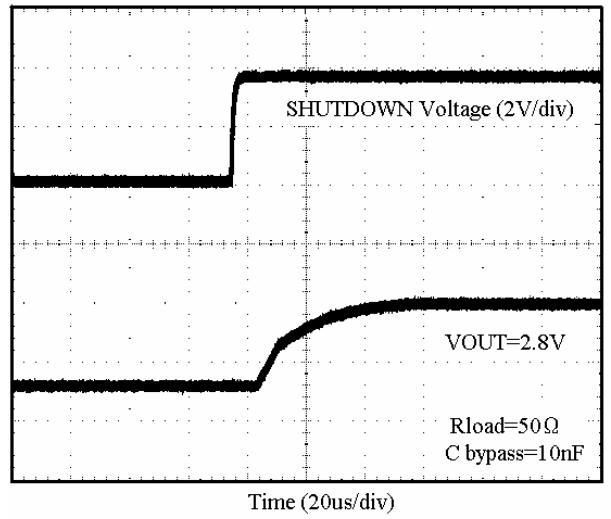 SHUTDOWN Voltage (2V/div)
VOUT=2.8V
Rload=50Ω
C bypass=10nF
Time (20us/div)